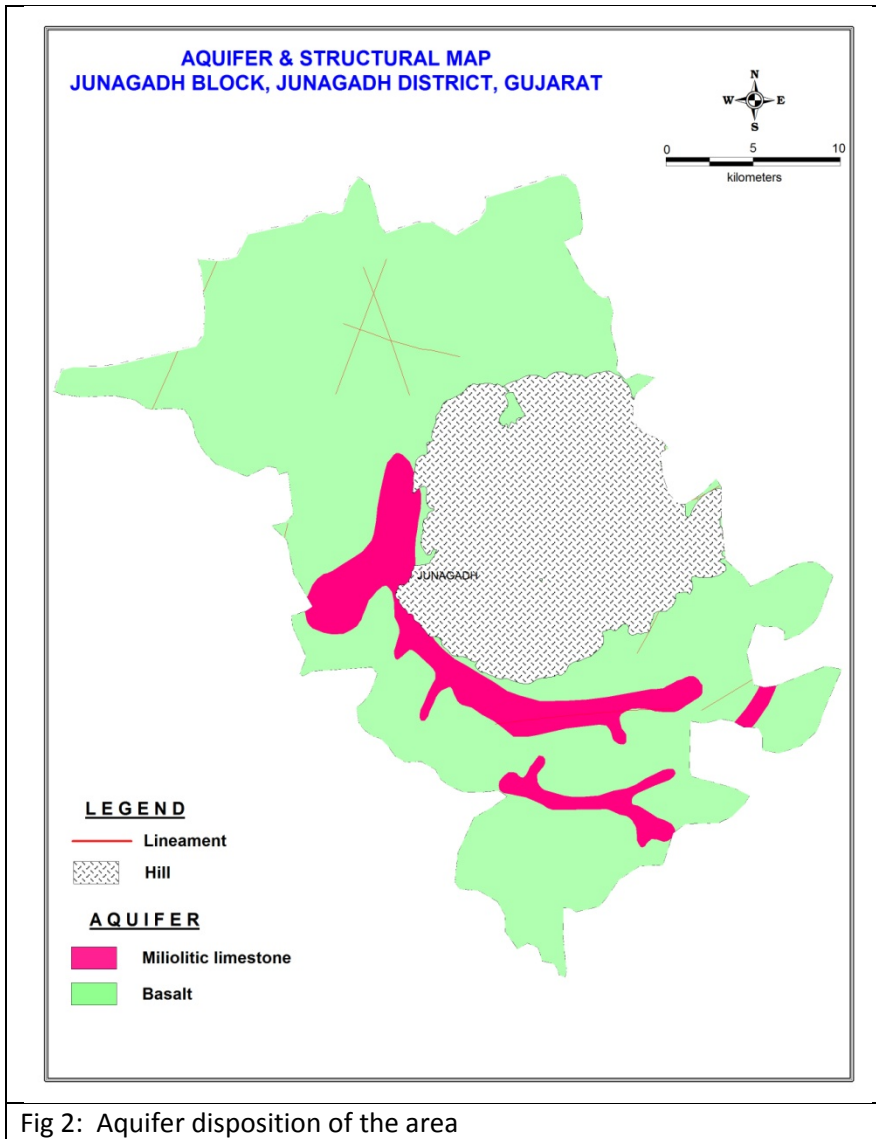 AQUIFER & STRUCTURAL MAP
JUNAGADH BLOCK, JUNAGADH DISTRICT, GUJARAT
N
W E
S
0 5 10
kilometers
JUNAGADH
LEGEND
Lineament
Hill
AQUIFER
Miliolitic limestone
Basalt
Fig 2: Aquifer disposition of the area